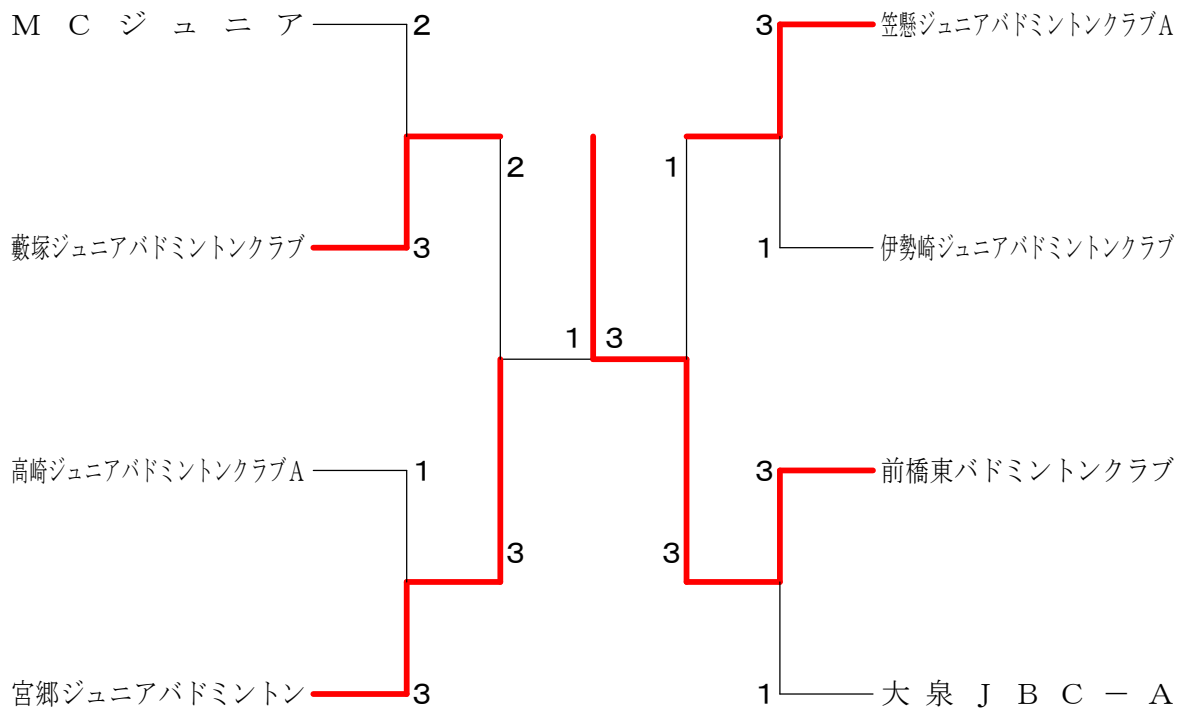 MCジュニア 2
3 笠懸ジュニアバドミントンクラブA
2
1
藪塚ジュニアバドミントンクラブ 3
1 伊勢崎ジュニアバドミントンクラブ
1 3
高崎ジュニアバドミントンクラブA 1
3 前橋東バドミントンクラブ
3
3
宮郷ジュニアバドミントン 3
1 大泉JBC－A